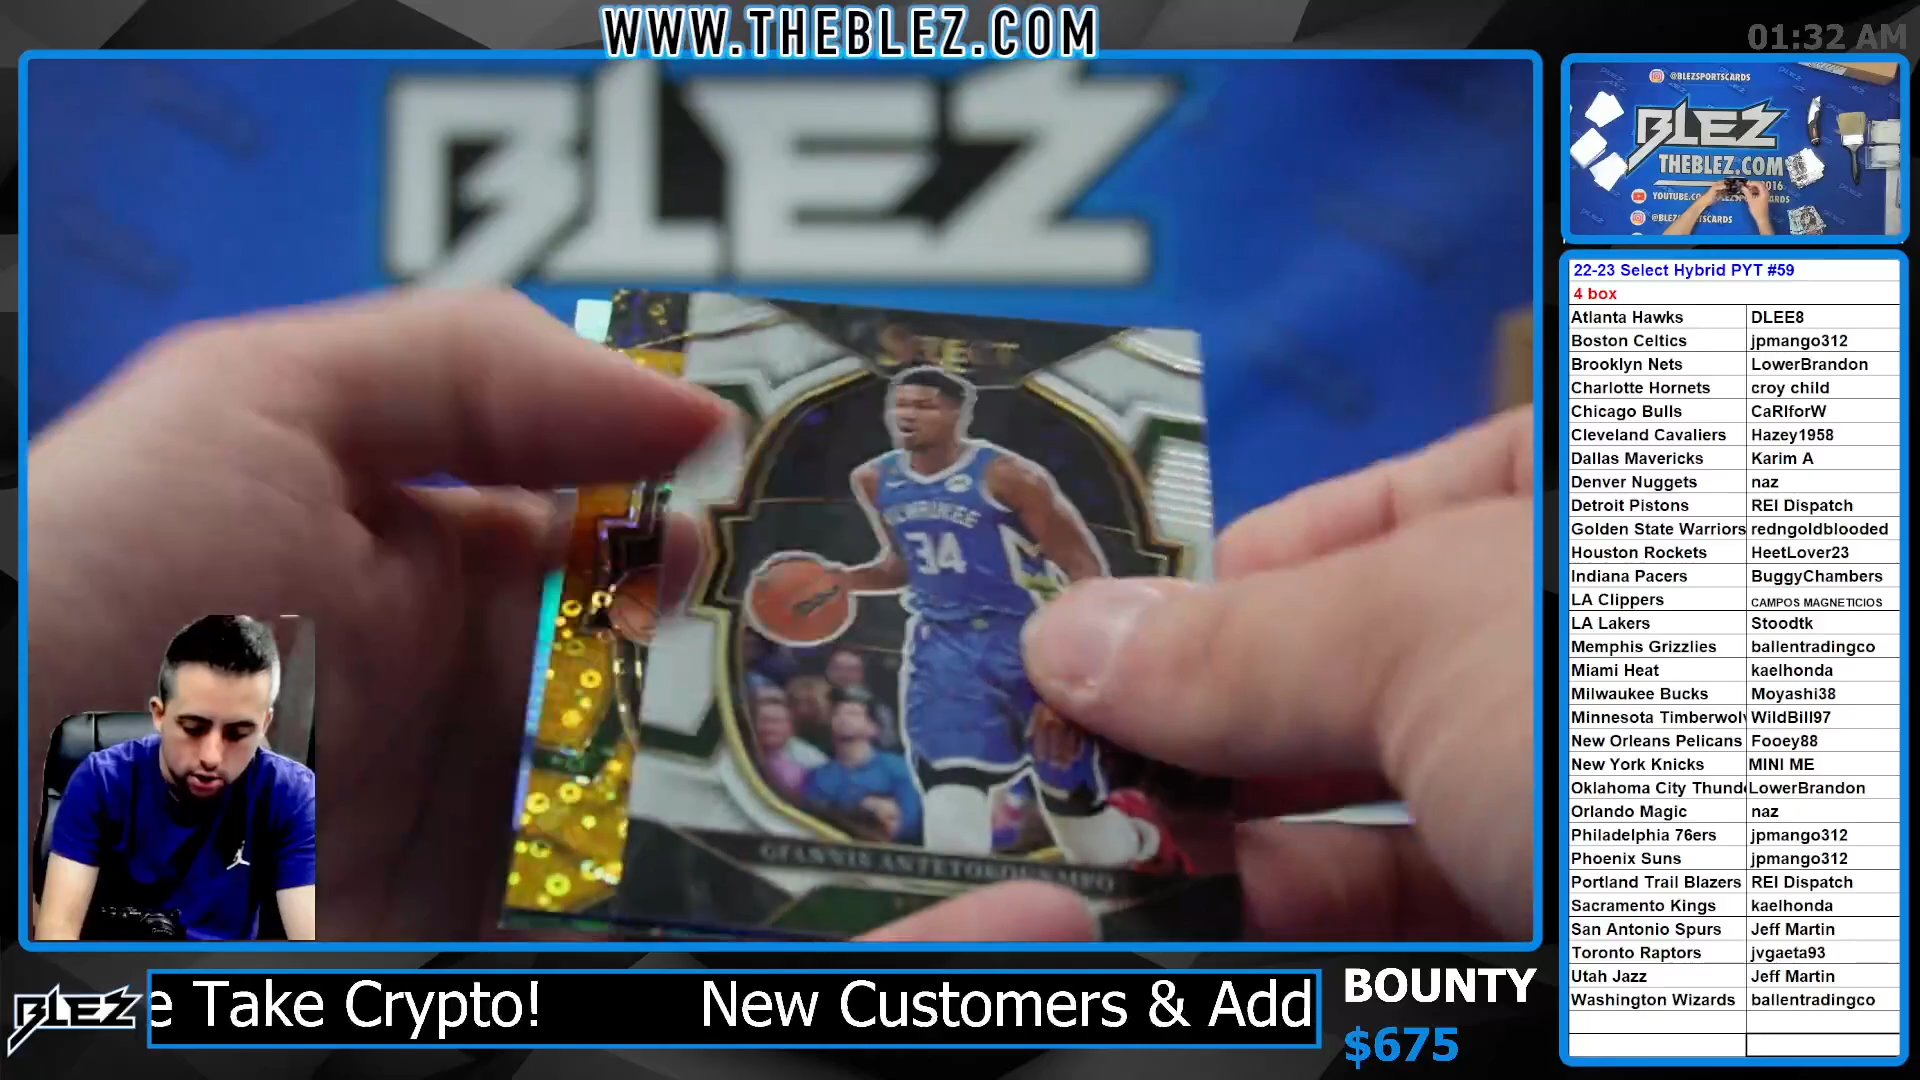 WWW.THEBLEZ.COM
01:32 AM
BLEZ
SELECT
MILWAUKEE
34
GIANNIS ANTETOKOUNMPO
@BLEZSPORTSCARDS
BLEZ
THEBLEZ.COM
22-23 Select Hybrid PYT #59
4 box
Atlanta Hawks DLEE8
Boston Celtics jpmango312
Brooklyn Nets LowerBrandon
Charlotte Hornets croy child
Chicago Bulls CaRlforW
Cleveland Cavaliers Hazey1958
Dallas Mavericks Karim A
Denver Nuggets naz
Detroit Pistons REI Dispatch
Golden State Warriors redngoldblooded
Houston Rockets HeetLover23
Indiana Pacers BuggyChambers
LA Clippers CAMPOS MAGNETICIOS
LA Lakers Stoodtk
Memphis Grizzlies ballentradingco
Miami Heat kaelhonda
Milwaukee Bucks Moyashi38
Minnesota Timberwolv WildBill97
New Orleans Pelicans Fooey88
New York Knicks MINI ME
Oklahoma City Thund LowerBrandon
Orlando Magic naz
Philadelphia 76ers jpmango312
Phoenix Suns jpmango312
Portland Trail Blazers REI Dispatch
Sacramento Kings kaelhonda
San Antonio Spurs Jeff Martin
Toronto Raptors jvgaeta93
Utah Jazz Jeff Martin
Washington Wizards ballentradingco
BLEZ
e Take Crypto! New Customers & Add
BOUNTY
$675